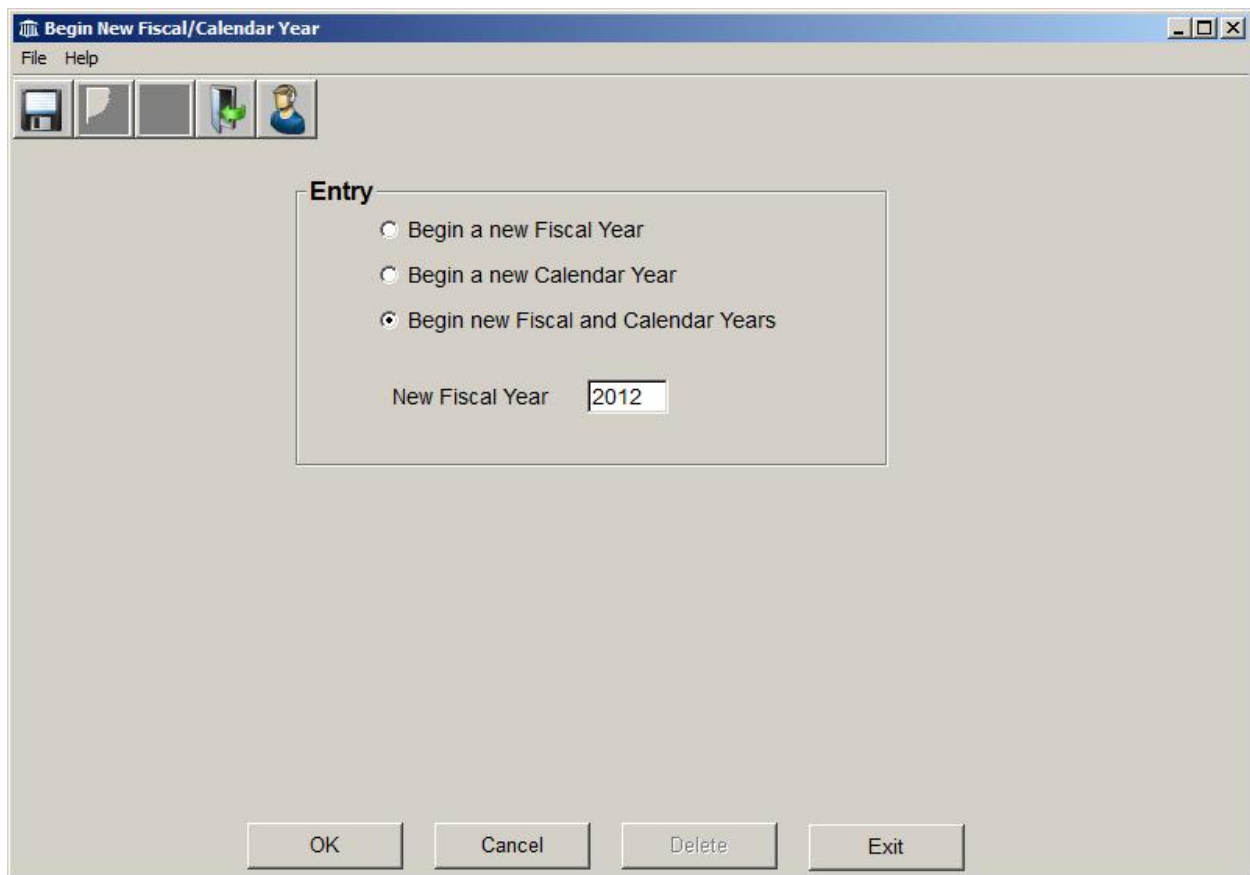 Begin New Fiscal/Calendar Year
File Help
Entry
Begin a new Fiscal Year
Begin a new Calendar Year
Begin new Fiscal and Calendar Years
New Fiscal Year 2012
OK Cancel Delete Exit